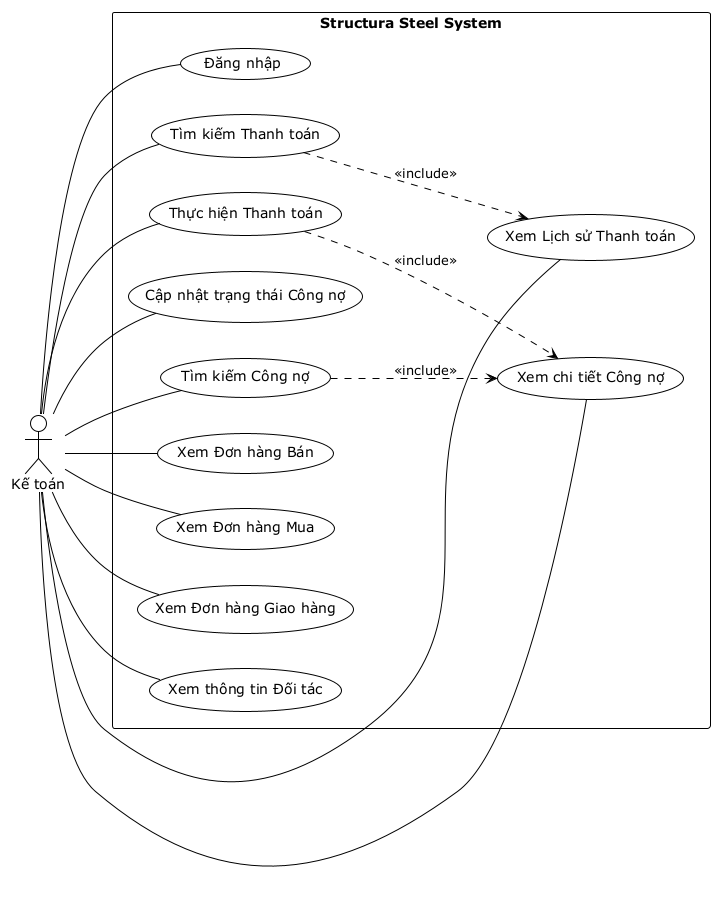 Structura Steel System
Đăng nhập
Tìm kiếm Thanh toán
«include»
Thực hiện Thanh toán
Xem Lịch sử Thanh toán
«include»
Cập nhật trạng thái Công nợ
Tìm kiếm Công nợ
«include»
Xem chi tiết Công nợ
Xem Đơn hàng Bán
Kế toán
Xem Đơn hàng Mua
Xem Đơn hàng Giao hàng
Xem thông tin Đối tác